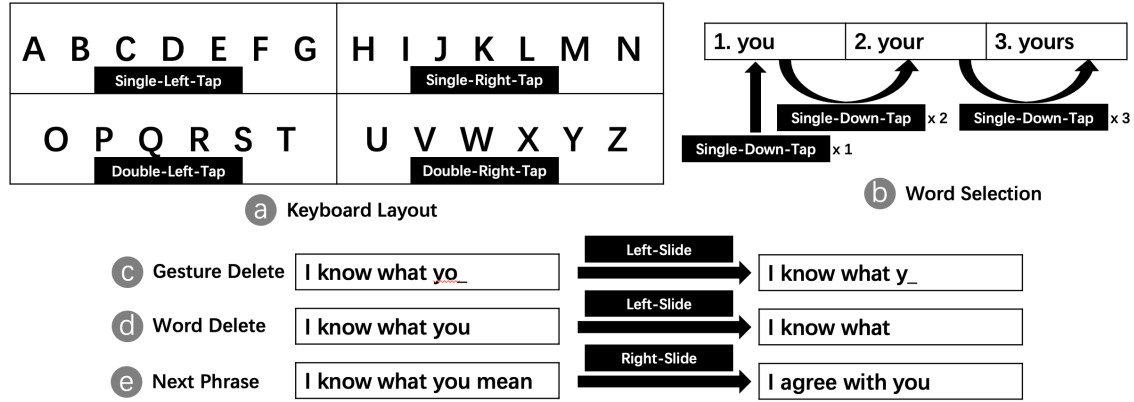 A B C D E F G
Single-Left-Tap
H I J K L M N
Single-Right-Tap
O P Q R S T
Double-Left-Tap
U V W X Y Z
Double-Right-Tap
a Keyboard Layout
1. you 2. your 3. yours
Single-Down-Tap x 2
Single-Down-Tap x 3
Single-Down-Tap x 1
b Word Selection
c Gesture Delete I know what yo_ Left-Slide I know what y_
d Word Delete I know what you Left-Slide I know what
e Next Phrase I know what you mean Right-Slide I agree with you